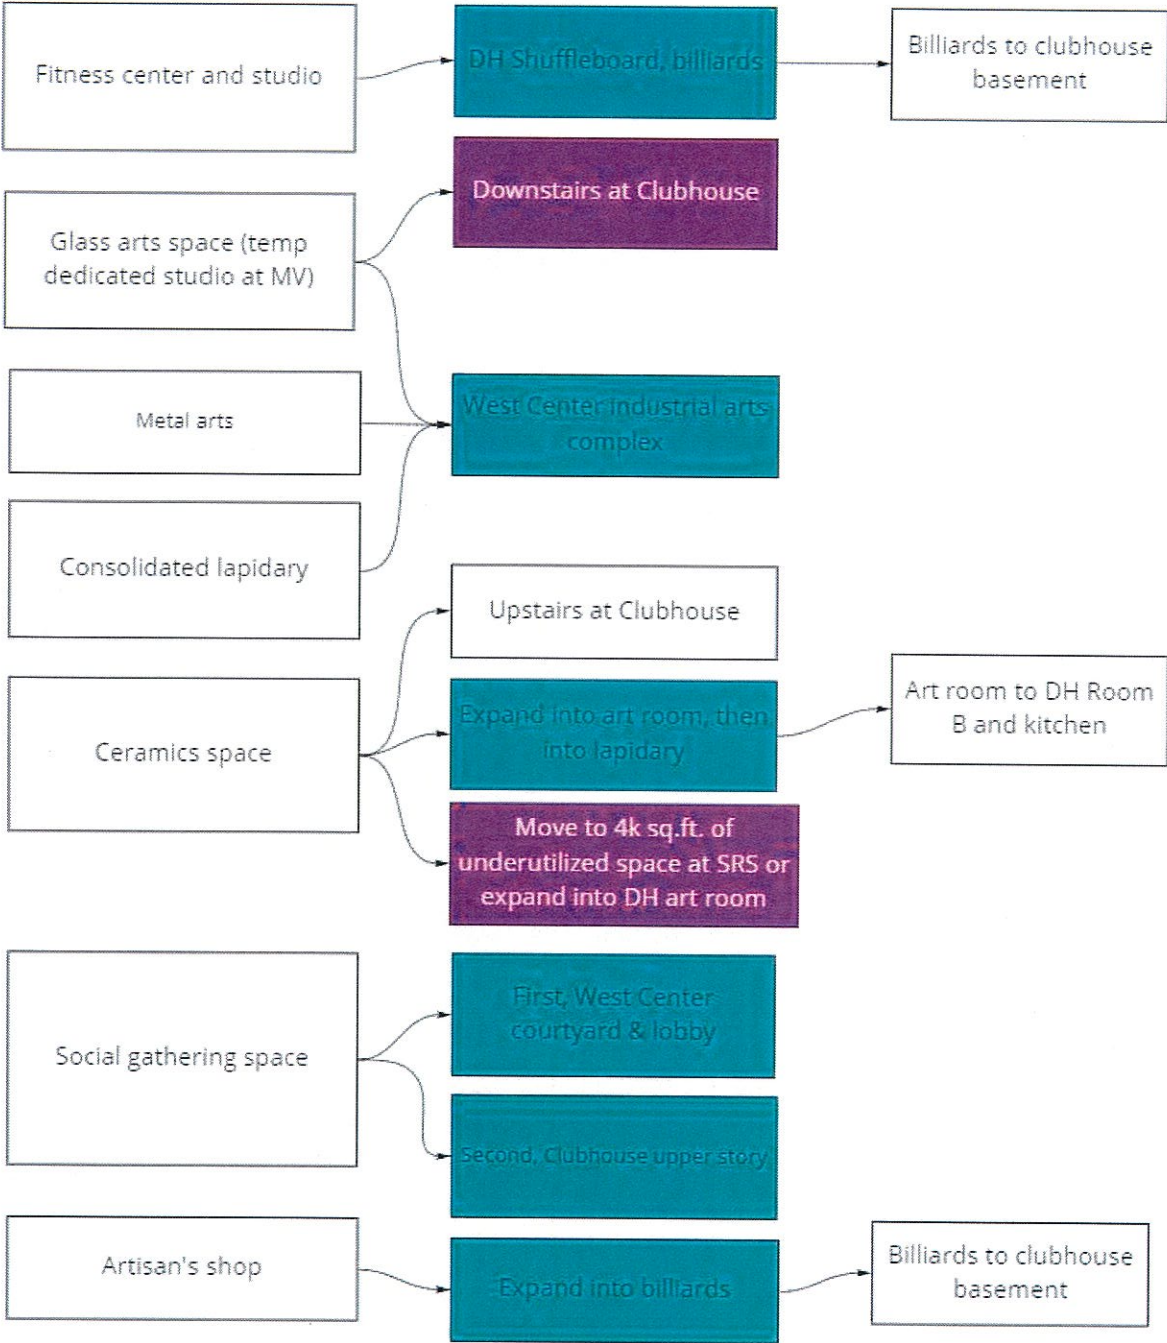 Fitness center and studio
DH Shuffleboard, billiards
Billiards to clubhouse
basement
Downstairs at Clubhouse
Glass arts space (temp
dedicated studio at MV)
Metal arts
West Center industrial arts
complex
Consolidated lapidary
Upstairs at Clubhouse
Ceramics space
Expand into art room, then
into lapidary
Art room to DH Room
B and kitchen
Move to 4k sq.ft. of
underutilized space at SRS or
expand into DH art room
Social gathering space
First, West Center
courtyard & lobby
Second, Clubhouse upper story
Artisan's shop
Expand into billiards
Billiards to clubhouse
basement